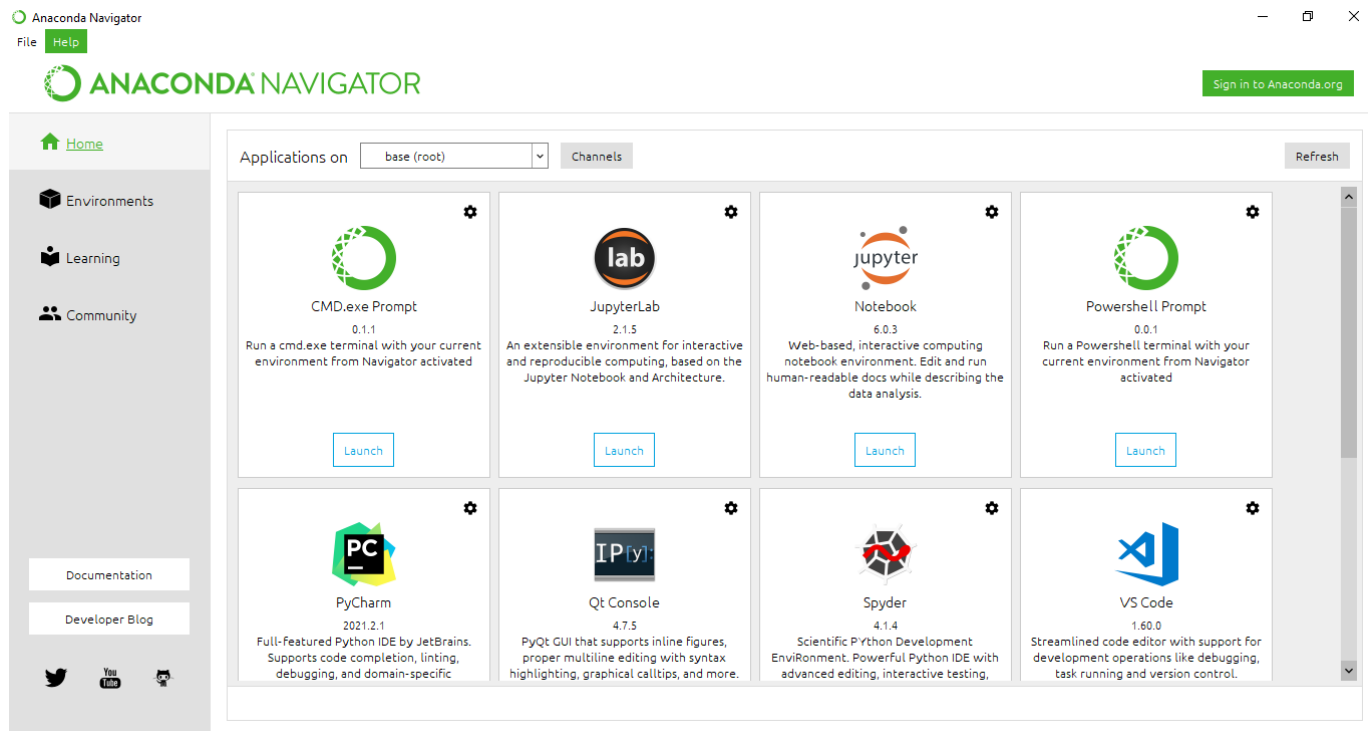 Anaconda Navigator
File Help
ANACONDA NAVIGATOR
Sign in to Anaconda.org
Home
Environments
Learning
Community
Documentation
Developer Blog
You
Tube
Applications on base (root) Channels Refresh
CMD.exe Prompt
0.1.1
Run a cmd.exe terminal with your current
environment from Navigator activated
Launch
lab
JupyterLab
2.1.5
An extensible environment for interactive
and reproducible computing, based on the
Jupyter Notebook and Architecture.
Launch
jupyter
Notebook
6.0.3
Web-based, interactive computing
notebook environment. Edit and run
human-readable docs while describing the
data analysis.
Launch
Powershell Prompt
0.0.1
Run a Powershell terminal with your
current environment from Navigator
activated
Launch
PC
PyCharm
2021.2.1
Full-featured Python IDE by JetBrains.
Supports code completion, linting,
debugging, and domain-specific
IP[y]:
Qt Console
4.7.5
PyQt GUI that supports inline figures,
proper multiline editing with syntax
highlighting, graphical calltips, and more.
Spyder
4.1.4
Scientific PYthon Development
EnviRonment. Powerful Python IDE with
advanced editing, interactive testing,
VS Code
1.60.0
Streamlined code editor with support for
development operations like debugging,
task running and version control.